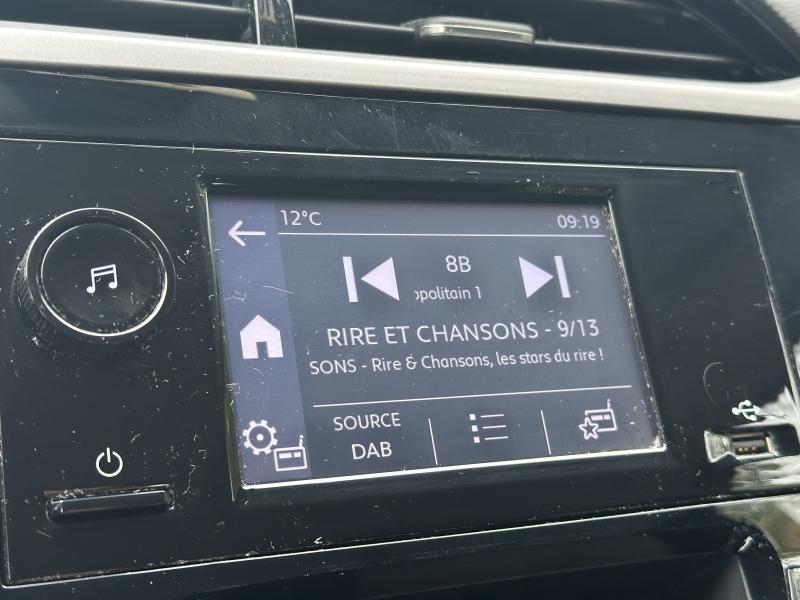 12°C
09:19
8B
opolitain 1
RIRE ET CHANSONS - 9/13
SONS - Rire & Chansons, les stars du rire !
SOURCE
DAB